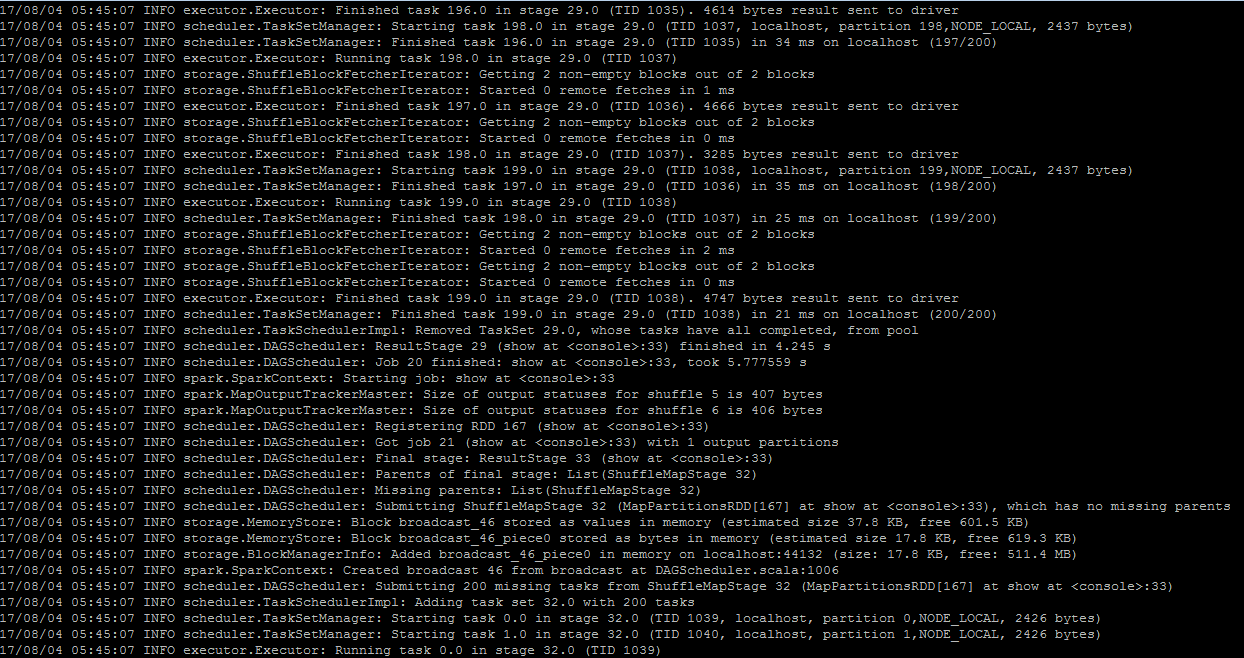 17/08/04 05:45:07 INFO executor.Executor: Finished task 196.0 in stage 29.0 (TID 1035). 4614 bytes result sent to driver
17/08/04 05:45:07 INFO scheduler.TaskSetManager: Starting task 198.0 in stage 29.0 (TID 1037, localhost, partition 198,NODE_LOCAL, 2437 bytes)
17/08/04 05:45:07 INFO scheduler.TaskSetManager: Finished task 196.0 in stage 29.0 (TID 1035) in 34 ms on localhost (197/200)
17/08/04 05:45:07 INFO executor.Executor: Running task 198.0 in stage 29.0 (TID 1037)
17/08/04 05:45:07 INFO storage.ShuffleBlockFetcherIterator: Getting 2 non-empty blocks out of 2 blocks
17/08/04 05:45:07 INFO storage.ShuffleBlockFetcherIterator: Started 0 remote fetches in 1 ms
17/08/04 05:45:07 INFO executor.Executor: Finished task 197.0 in stage 29.0 (TID 1036). 4666 bytes result sent to driver
17/08/04 05:45:07 INFO storage.ShuffleBlockFetcherIterator: Getting 2 non-empty blocks out of 2 blocks
17/08/04 05:45:07 INFO storage.ShuffleBlockFetcherIterator: Started 0 remote fetches in 0 ms
17/08/04 05:45:07 INFO executor.Executor: Finished task 198.0 in stage 29.0 (TID 1037). 3285 bytes result sent to driver
17/08/04 05:45:07 INFO scheduler.TaskSetManager: Starting task 199.0 in stage 29.0 (TID 1038, localhost, partition 199,NODE_LOCAL, 2437 bytes)
17/08/04 05:45:07 INFO scheduler.TaskSetManager: Finished task 197.0 in stage 29.0 (TID 1036) in 35 ms on localhost (198/200)
17/08/04 05:45:07 INFO executor.Executor: Running task 199.0 in stage 29.0 (TID 1038)
17/08/04 05:45:07 INFO scheduler.TaskSetManager: Finished task 198.0 in stage 29.0 (TID 1037) in 25 ms on localhost (199/200)
17/08/04 05:45:07 INFO storage.ShuffleBlockFetcherIterator: Getting 2 non-empty blocks out of 2 blocks
17/08/04 05:45:07 INFO storage.ShuffleBlockFetcherIterator: Started 0 remote fetches in 2 ms
17/08/04 05:45:07 INFO storage.ShuffleBlockFetcherIterator: Getting 2 non-empty blocks out of 2 blocks
17/08/04 05:45:07 INFO storage.ShuffleBlockFetcherIterator: Started 0 remote fetches in 0 ms
17/08/04 05:45:07 INFO executor.Executor: Finished task 199.0 in stage 29.0 (TID 1038). 4747 bytes result sent to driver
17/08/04 05:45:07 INFO scheduler.TaskSetManager: Finished task 199.0 in stage 29.0 (TID 1038) in 21 ms on localhost (200/200)
17/08/04 05:45:07 INFO scheduler.TaskSchedulerImpl: Removed TaskSet 29.0, whose tasks have all completed, from pool
17/08/04 05:45:07 INFO scheduler.DAGScheduler: ResultStage 29 (show at <console>:33) finished in 4.245 s
17/08/04 05:45:07 INFO scheduler.DAGScheduler: Job 20 finished: show at <console>:33, took 5.777559 s
17/08/04 05:45:07 INFO spark.SparkContext: Starting job: show at <console>:33
17/08/04 05:45:07 INFO spark.MapOutputTrackerMaster: Size of output statuses for shuffle 5 is 407 bytes
17/08/04 05:45:07 INFO spark.MapOutputTrackerMaster: Size of output statuses for shuffle 6 is 406 bytes
17/08/04 05:45:07 INFO scheduler.DAGScheduler: Registering RDD 167 (show at <console>:33)
17/08/04 05:45:07 INFO scheduler.DAGScheduler: Got job 21 (show at <console>:33) with 1 output partitions
17/08/04 05:45:07 INFO scheduler.DAGScheduler: Final stage: ResultStage 33 (show at <console>:33)
17/08/04 05:45:07 INFO scheduler.DAGScheduler: Parents of final stage: List(ShuffleMapStage 32)
17/08/04 05:45:07 INFO scheduler.DAGScheduler: Missing parents: List(ShuffleMapStage 32)
17/08/04 05:45:07 INFO scheduler.DAGScheduler: Submitting ShuffleMapStage 32 (MapPartitionsRDD[167] at show at <console>:33), which has no missing parents
17/08/04 05:45:07 INFO storage.MemoryStore: Block broadcast_46 stored as values in memory (estimated size 37.8 KB, free 601.5 KB)
17/08/04 05:45:07 INFO storage.MemoryStore: Block broadcast_46_piece0 stored as bytes in memory (estimated size 17.8 KB, free 619.3 KB)
17/08/04 05:45:07 INFO storage.BlockManagerInfo: Added broadcast_46_piece0 in memory on localhost:44132 (size: 17.8 KB, free: 511.4 MB)
17/08/04 05:45:07 INFO spark.SparkContext: Created broadcast 46 from broadcast at DAGScheduler.scala:1006
17/08/04 05:45:07 INFO scheduler.DAGScheduler: Submitting 200 missing tasks from ShuffleMapStage 32 (MapPartitionsRDD[167] at show at <console>:33)
17/08/04 05:45:07 INFO scheduler.TaskSchedulerImpl: Adding task set 32.0 with 200 tasks
17/08/04 05:45:07 INFO scheduler.TaskSetManager: Starting task 0.0 in stage 32.0 (TID 1039, localhost, partition 0,NODE_LOCAL, 2426 bytes)
17/08/04 05:45:07 INFO scheduler.TaskSetManager: Starting task 1.0 in stage 32.0 (TID 1040, localhost, partition 1,NODE_LOCAL, 2426 bytes)
17/08/04 05:45:07 INFO executor.Executor: Running task 0.0 in stage 32.0 (TID 1039)